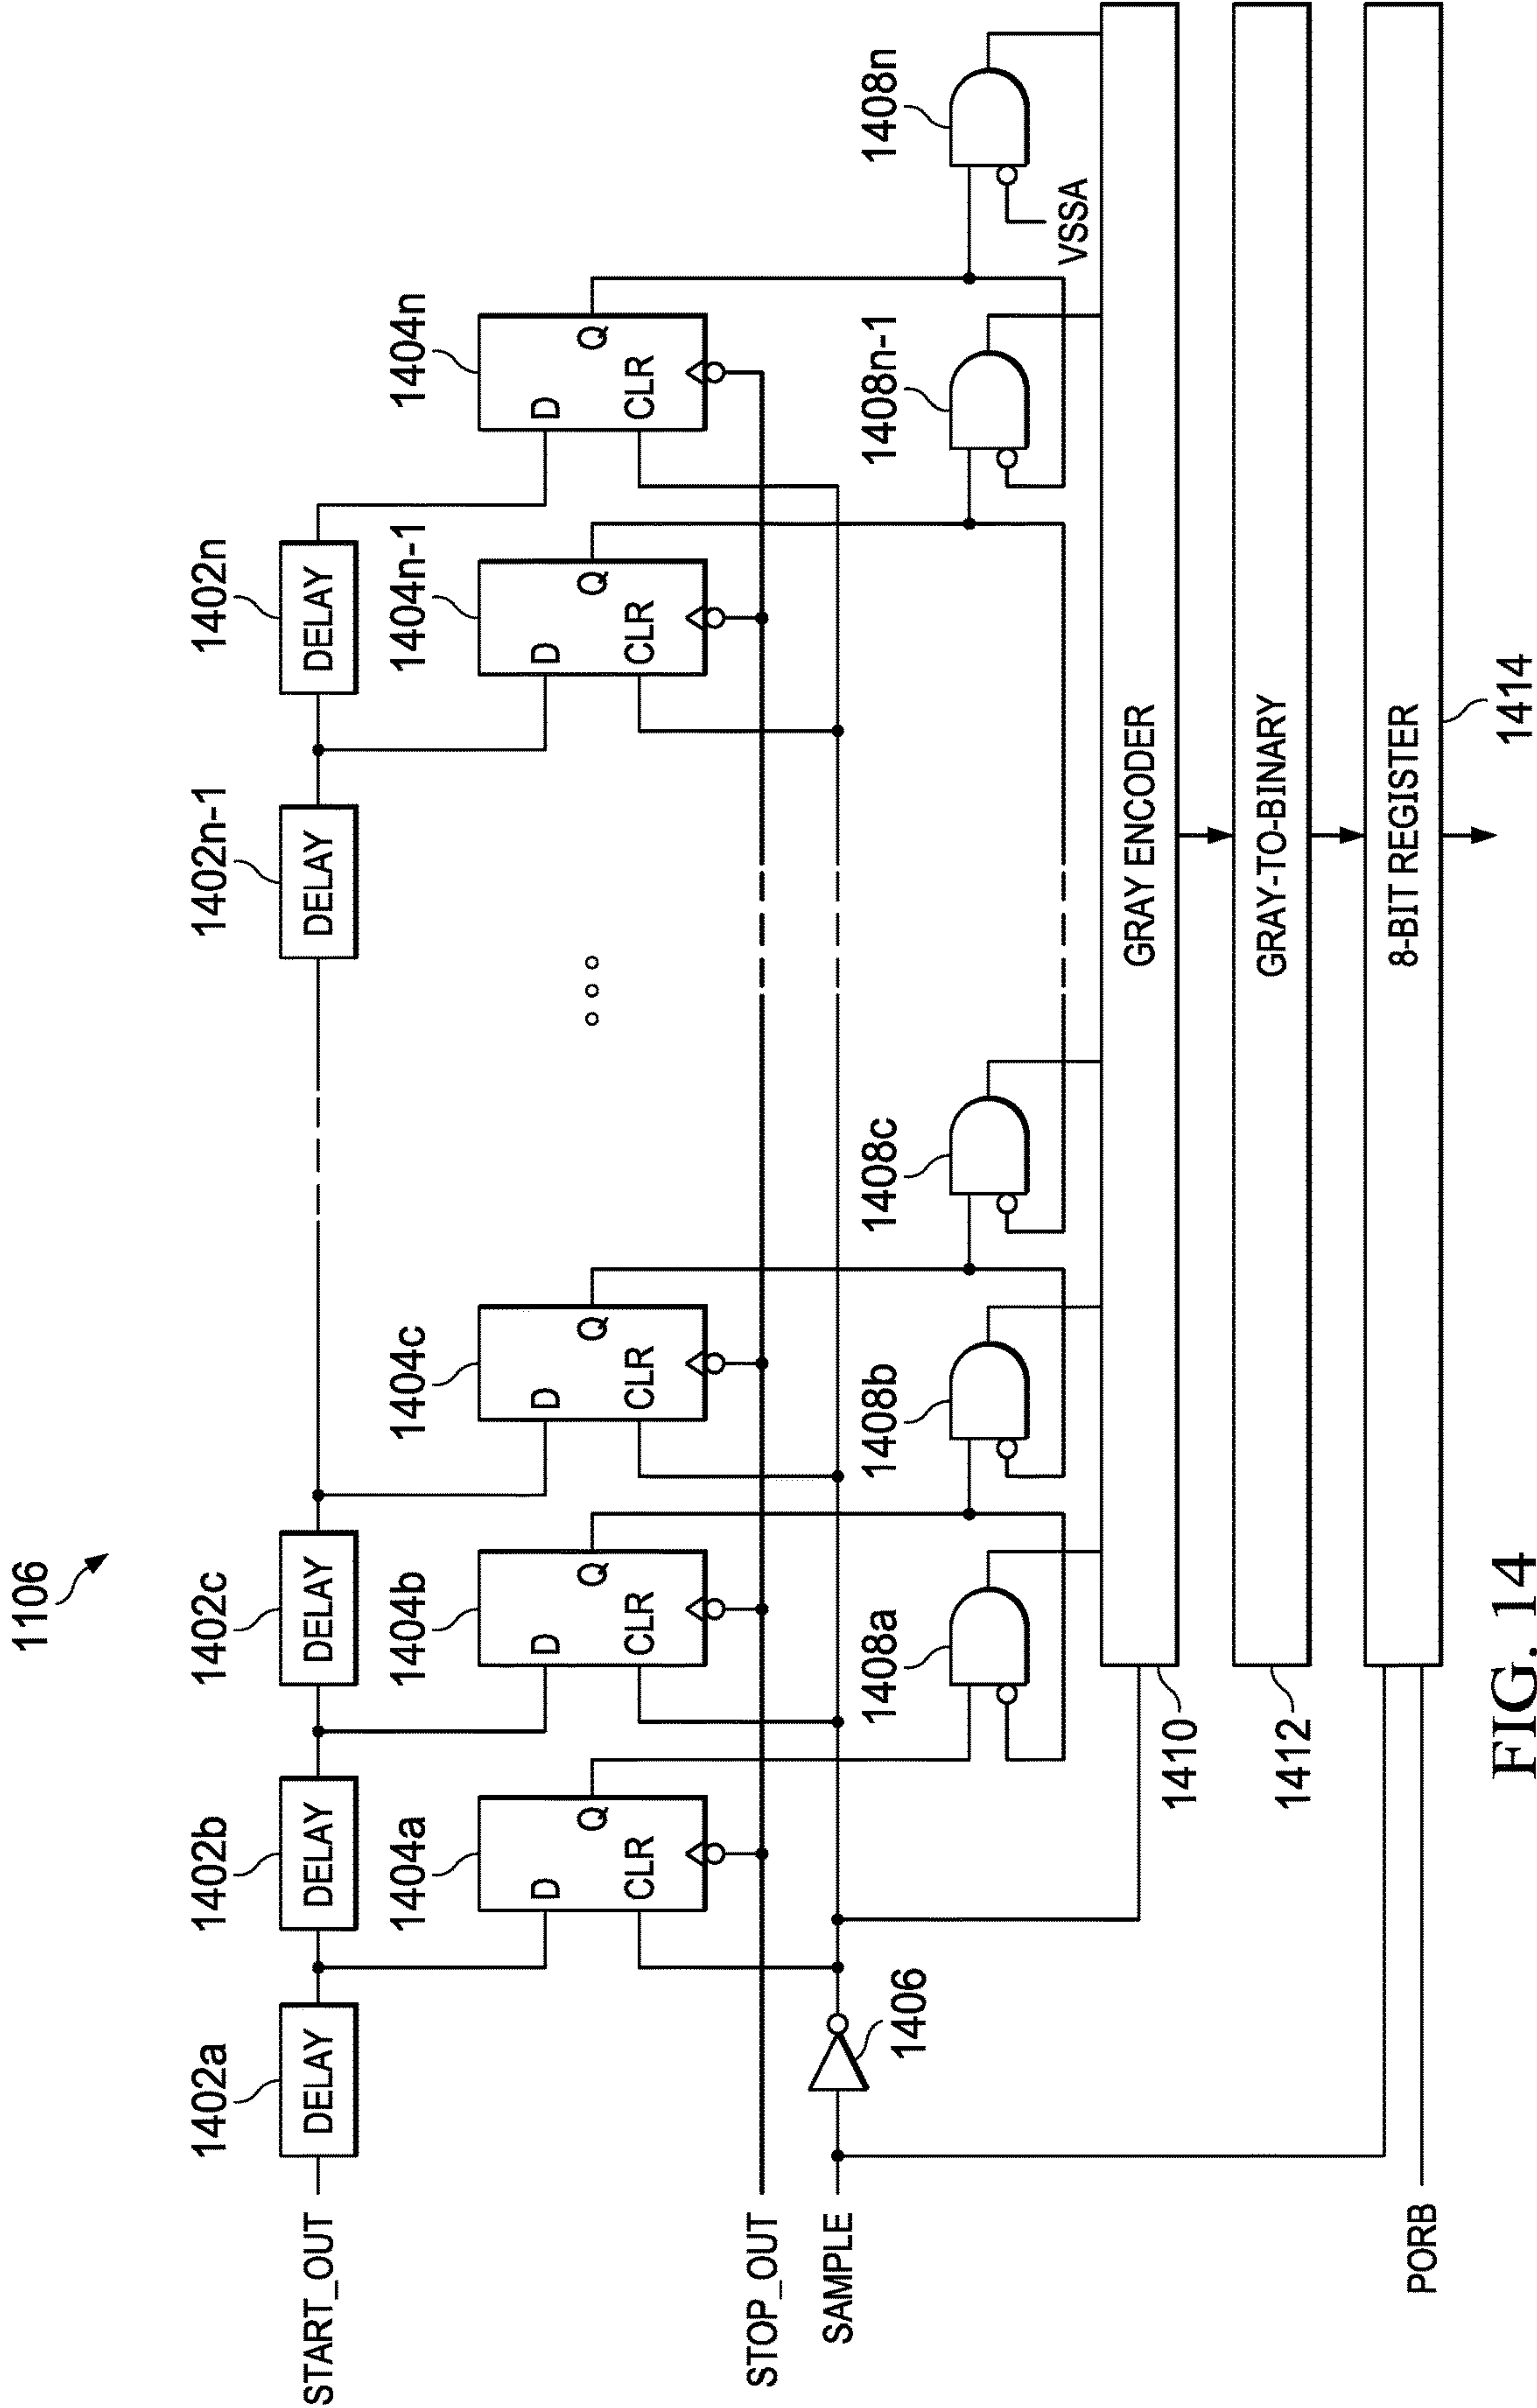 1106
1402a
1402b
1402c
1402n-1
1402n
START_OUT
DELAY
DELAY
DELAY
DELAY
DELAY
1404a
1404b
1404c
1404n-1
1404n
D
Q
CLR
D
Q
CLR
D
Q
CLR
D
Q
CLR
D
Q
CLR
STOP_OUT
SAMPLE
1406
1408a
1408b
1408c
1408n-1
1408n
VSSA
GRAY ENCODER
1410
GRAY-TO-BINARY
1412
8-BIT REGISTER
PORB
1414
FIG. 14